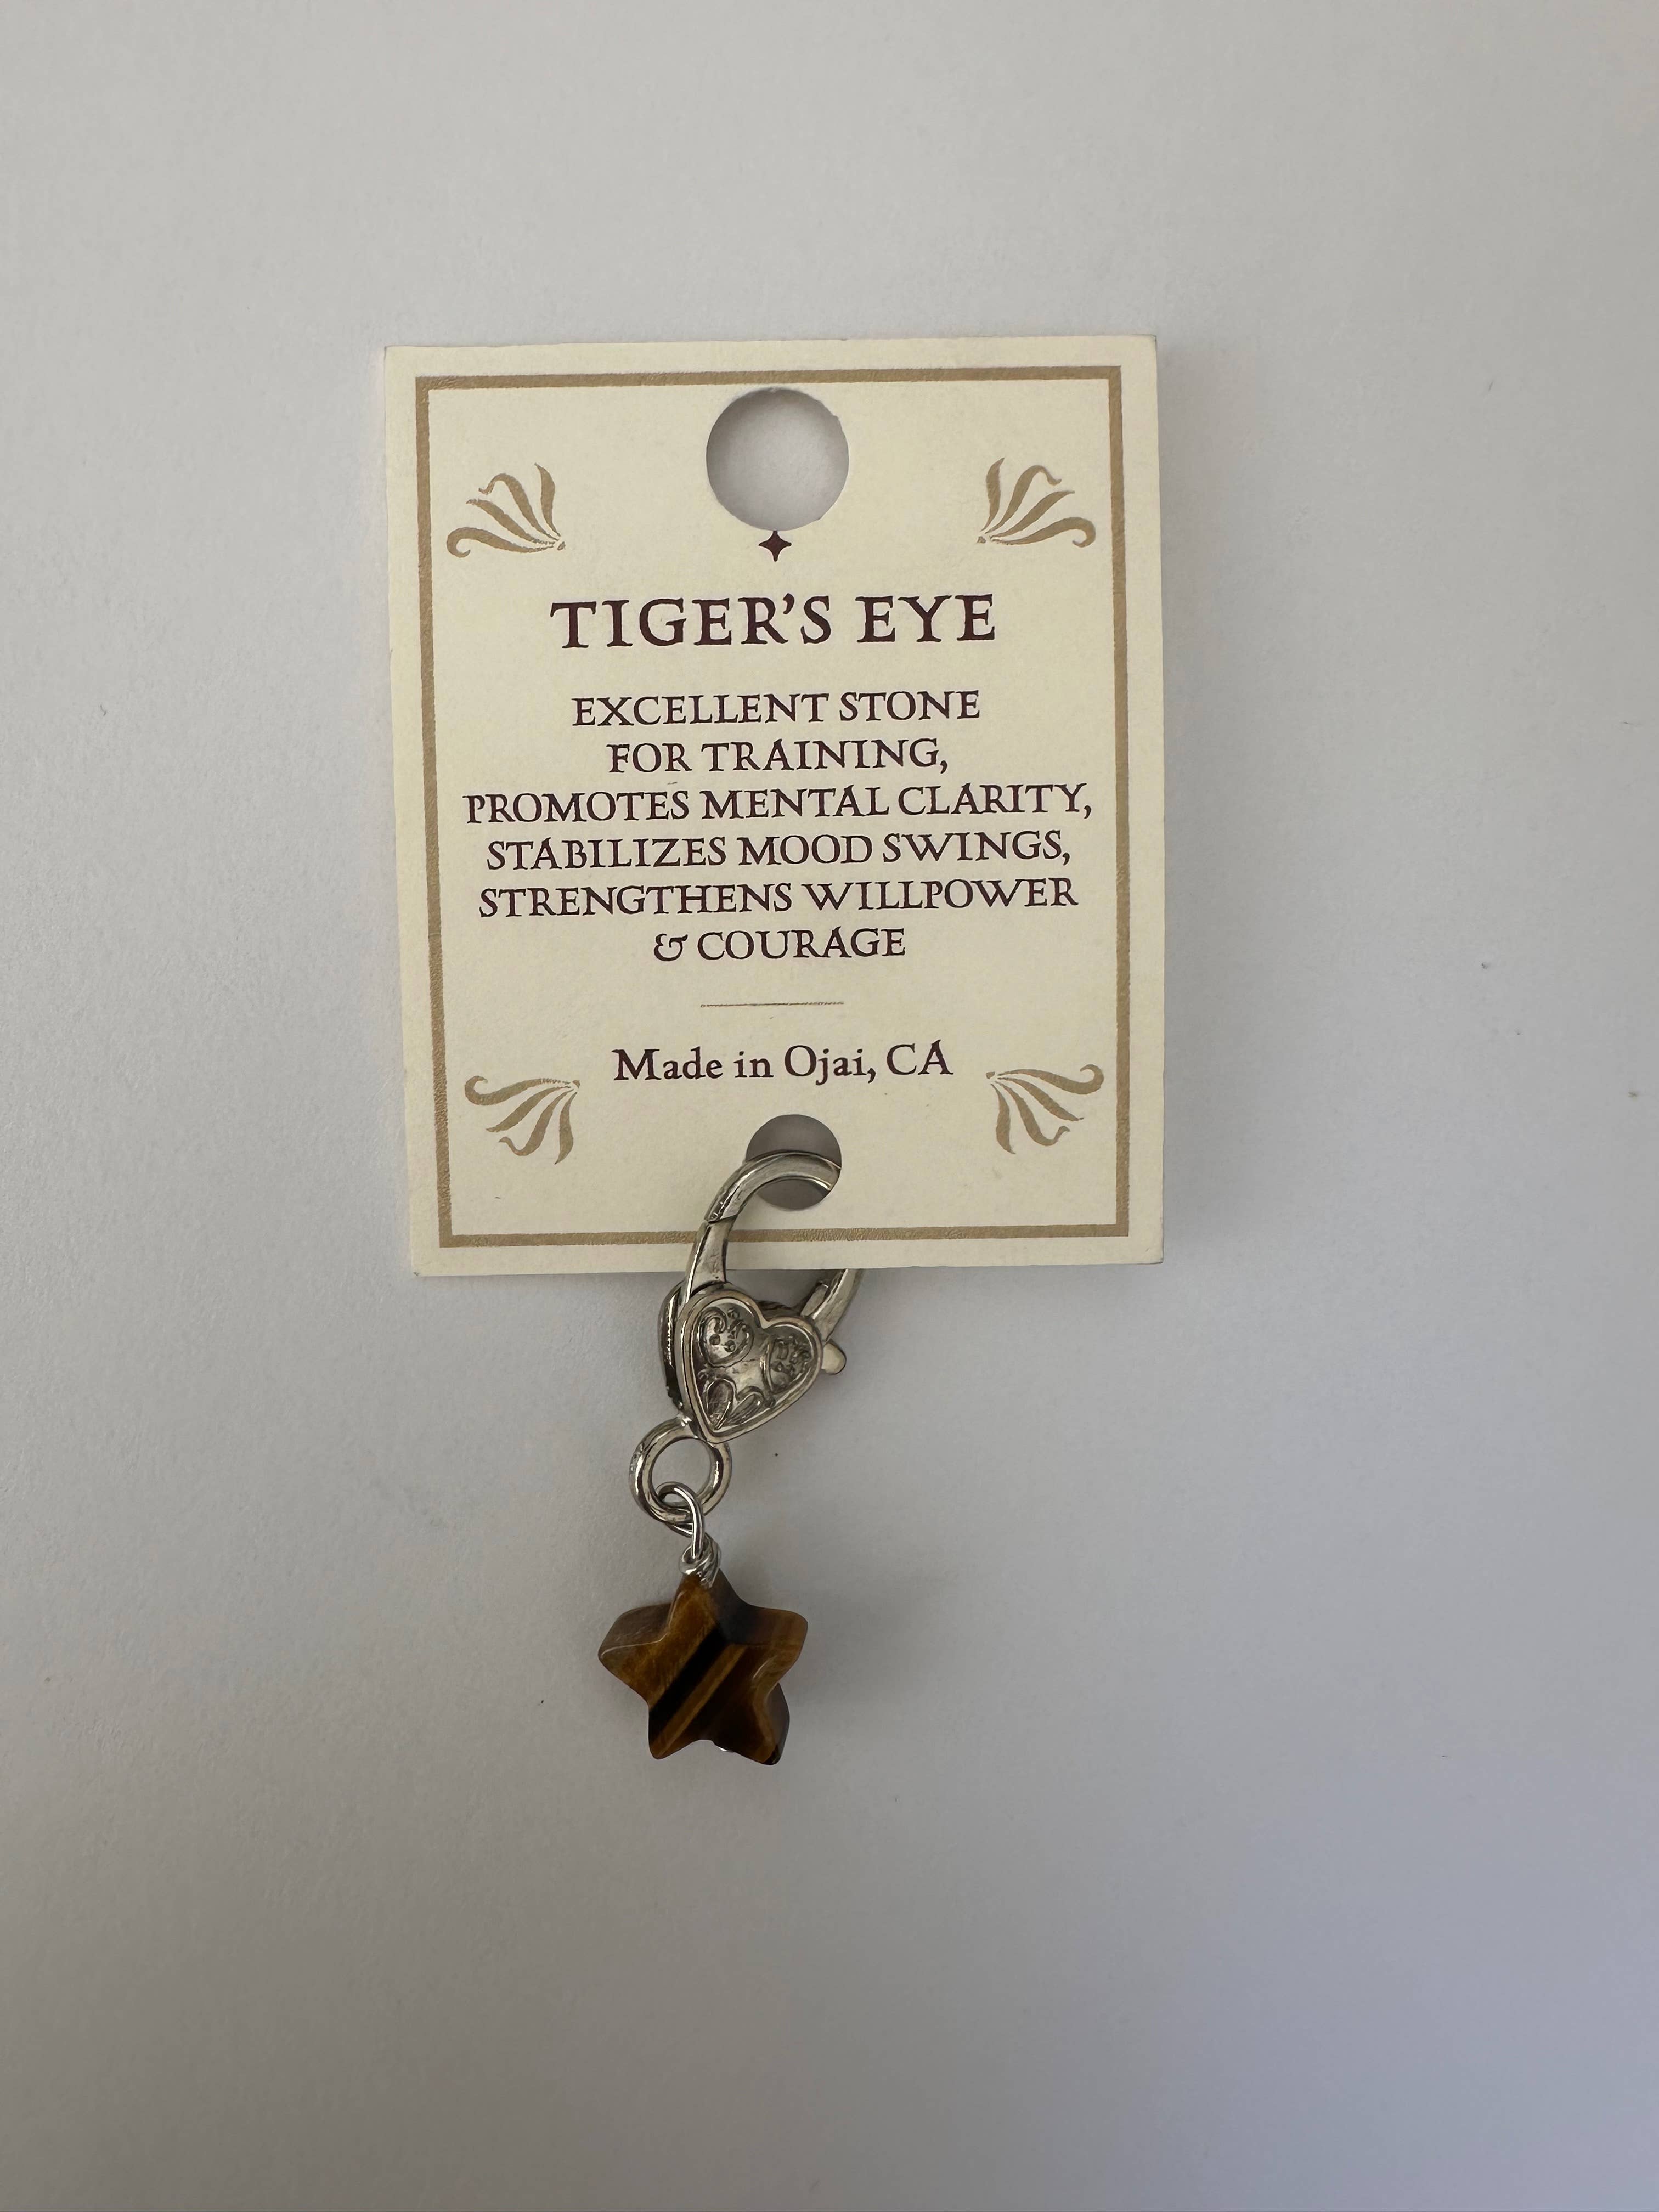 TIGER'S EYE
EXCELLENT STONE
FOR TRAINING,
PROMOTES MENTAL CLARITY,
STABILIZES MOOD SWINGS,
STRENGTHENS WILLPOWER
& COURAGE
Made in Ojai, CA